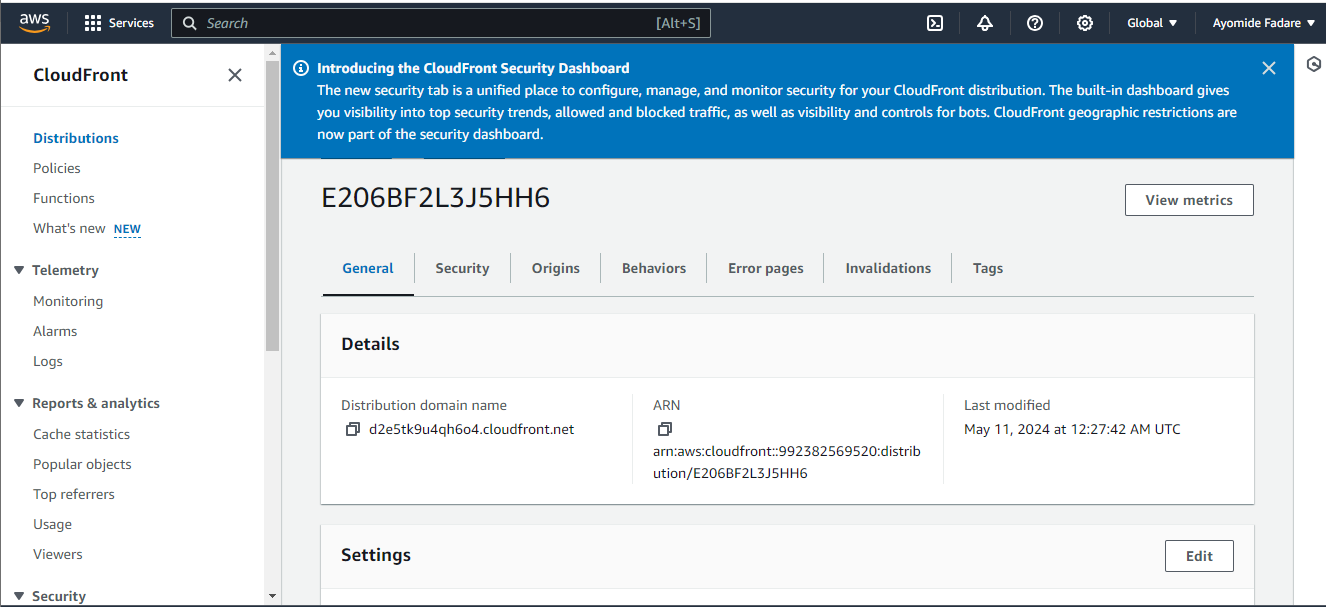 aws
Services
Search
[Alt+S]
Global
Ayomide Fadare
CloudFront
Distributions
Policies
Functions
What's new NEW
Telemetry
Monitoring
Alarms
Logs
Reports & analytics
Cache statistics
Popular objects
Top referrers
Usage
Viewers
Security
Introducing the CloudFront Security Dashboard
The new security tab is a unified place to configure, manage, and monitor security for your CloudFront distribution. The built-in dashboard gives
you visibility into top security trends, allowed and blocked traffic, as well as visibility and controls for bots. CloudFront geographic restrictions are
now part of the security dashboard.
E206BF2L3J5HH6
View metrics
General
Security
Origins
Behaviors
Error pages
Invalidations
Tags
Details
Distribution domain name
d2e5tk9u4qh6o4.cloudfront.net
ARN
arn:aws:cloudfront::992382569520:distrib
ution/E206BF2L3J5HH6
Last modified
May 11, 2024 at 12:27:42 AM UTC
Settings
Edit